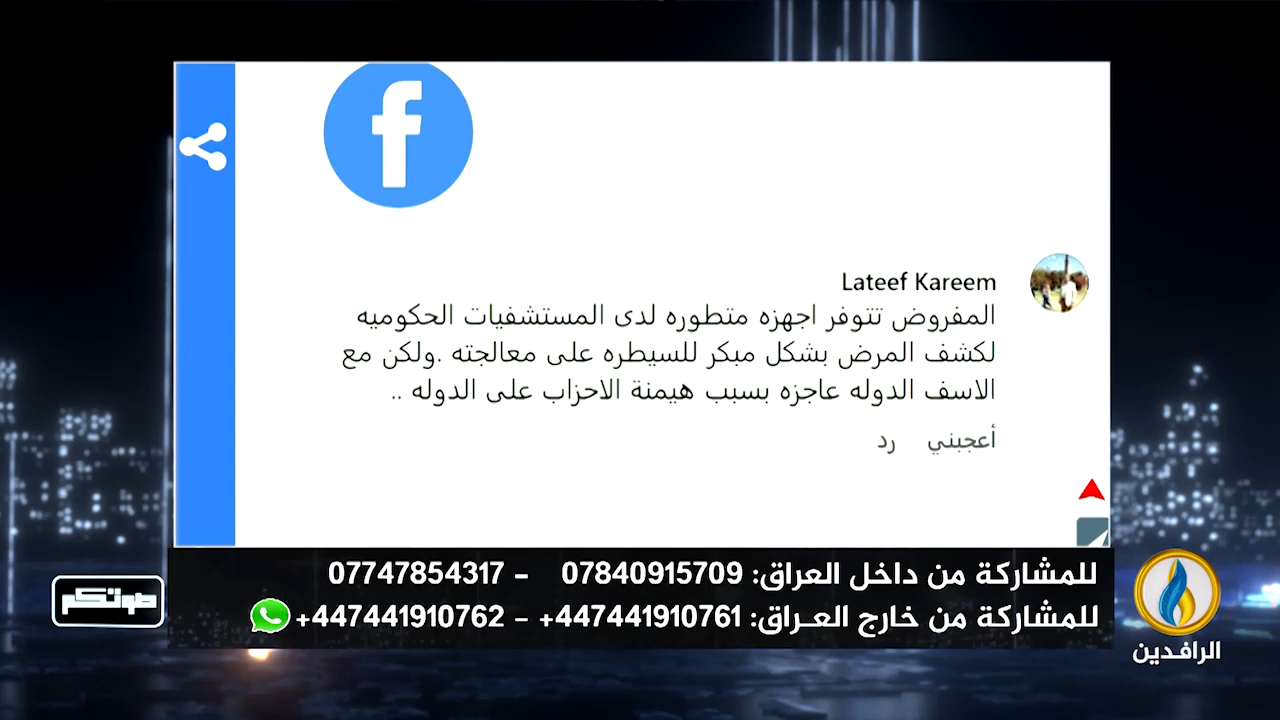 Lateef Kareem
المفروض تتوفر اجهزه متطوره لدى المستشفيات الحكوميه
لكشف المرض بشكل مبكر للسيطره على معالجته .ولكن مع
الاسف الدوله عاجزه بسبب هيمنة الاحزاب على الدوله ..
أعجبني رد
للمشاركة من داخل العراق: 07840915709 - 07747854317
للمشاركة من خارج العـراق: 447441910761+ - 447441910762+
صوتكم
الرافـدين